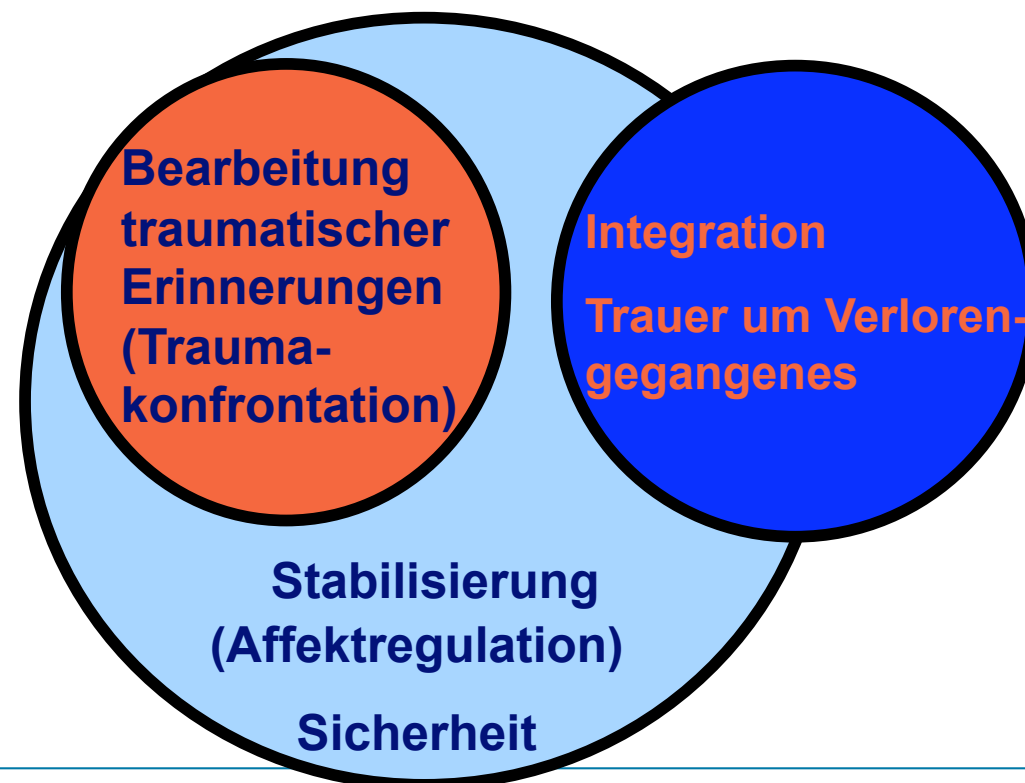 Bearbeitung
traumatischer
Erinnerungen
(Trauma-
konfrontation)
Integration
Trauer um Verloren-
gegangenes
Stabilisierung
(Affektregulation)
Sicherheit